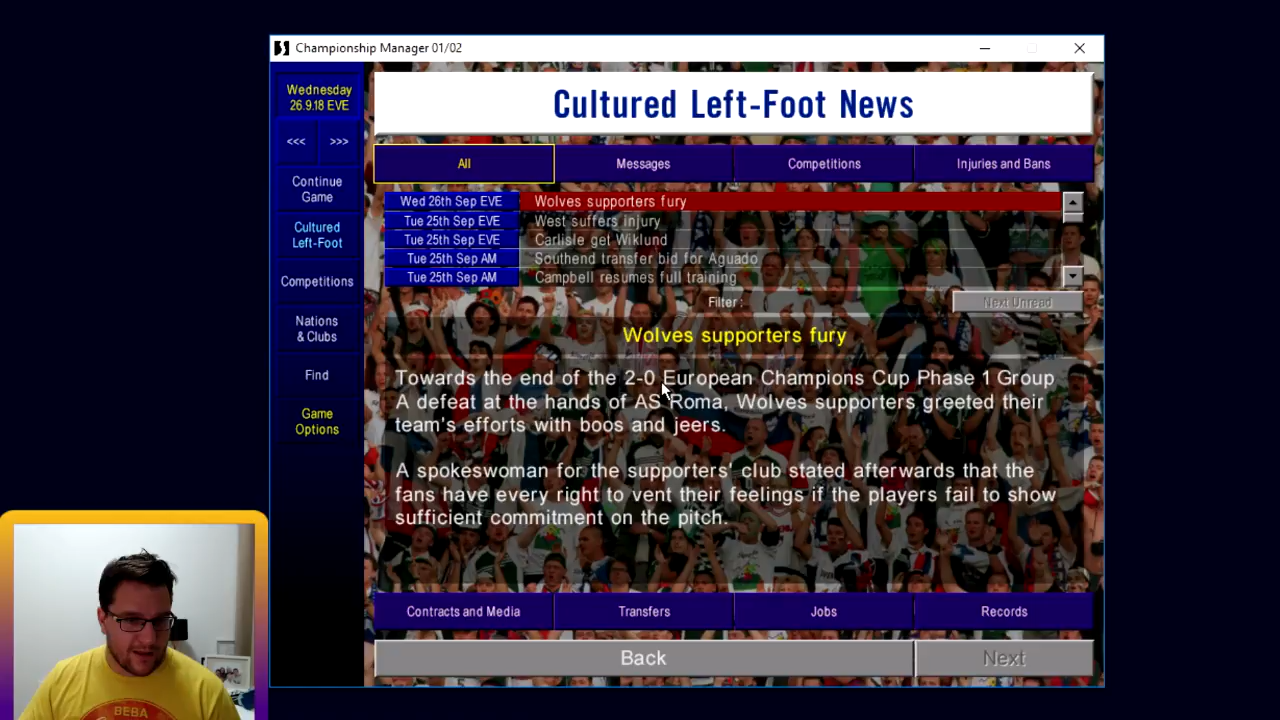 Championship Manager 01/02
Wednesday
26.9.18 EVE
<<<
>>>
Continue
Game
Cultured
Left-Foot
Competitions
Nations
& Clubs
Find
Game
Options
Cultured Left-Foot News
All
Messages
Competitions
Injuries and Bans
Wed 26th Sep EVE Wolves supporters fury
Tue 25th Sep EVE West suffers injury
Tue 25th Sep EVE Carlisle get Wiklund
Tue 25th Sep AM Southend transfer bid for Aguado
Tue 25th Sep AM Campbell resumes full training
Filter :
Next Unread
Wolves supporters fury
Towards the end of the 2-0 European Champions Cup Phase 1 Group
A defeat at the hands of AS Roma, Wolves supporters greeted their
team's efforts with boos and jeers.
A spokeswoman for the supporters' club stated afterwards that the
fans have every right to vent their feelings if the players fail to show
sufficient commitment on the pitch.
Contracts and Media
Transfers
Jobs
Records
Back
Next
BEBA